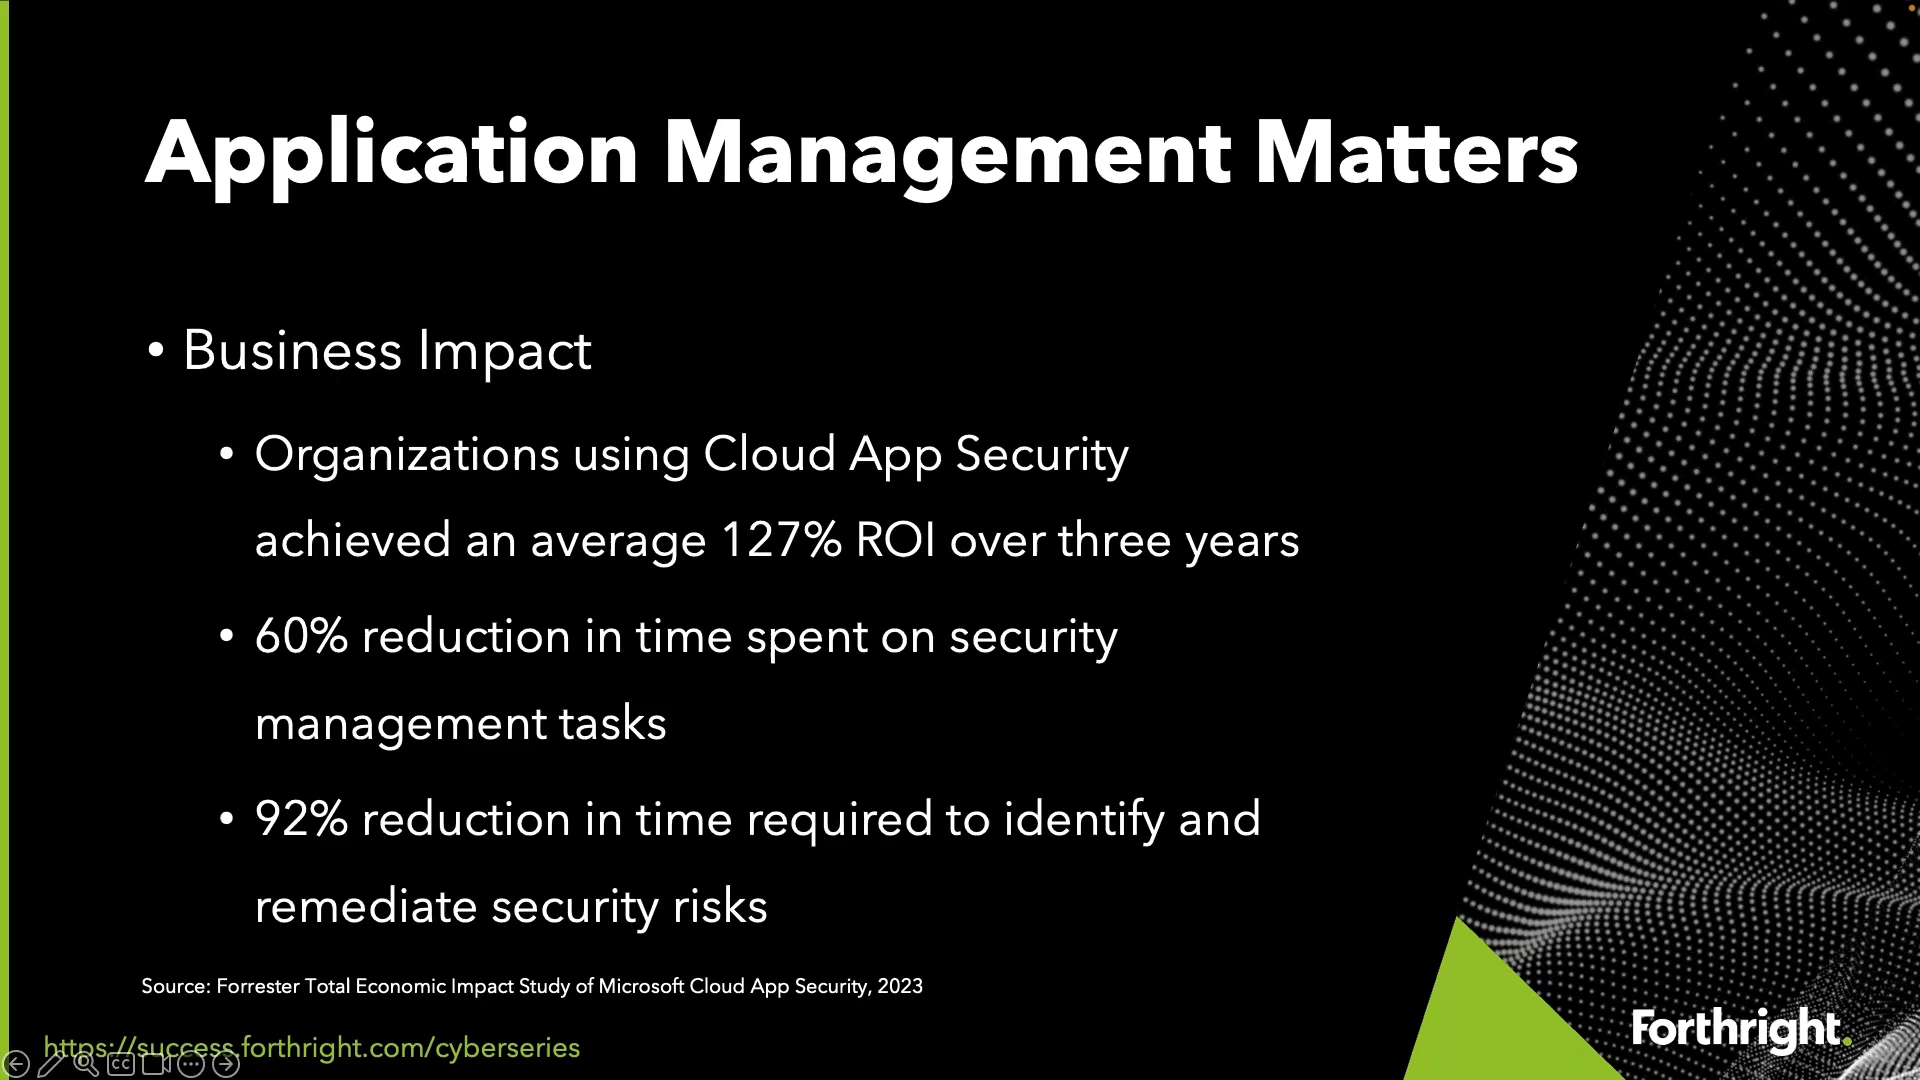 Application Management Matters
• Business Impact
• Organizations using Cloud App Security
achieved an average 127% ROI over three years
• 60% reduction in time spent on security
management tasks
• 92% reduction in time required to identify and
remediate security risks
Source: Forrester Total Economic Impact Study of Microsoft Cloud App Security, 2023
https://success.forthright.com/cyberseries
CC
Forthright.